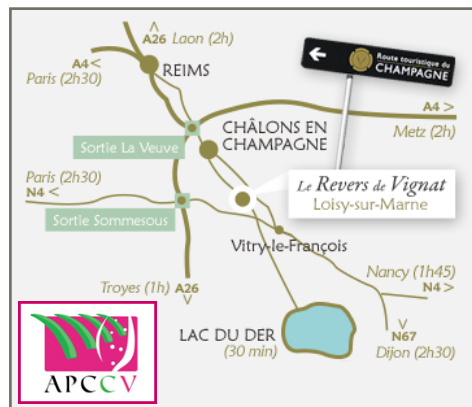 A26 Laon (2h)
A4 <
Paris (2h30)
REIMS
Route touristique du
CHAMPAGNE
A4 >
Metz (2h)
Sortie La Veuve
CHÂLONS EN
CHAMPAGNE
Paris (2h30)
N4 <
Le Revers de Vignat
Loisy-sur-Marne
Sortie Sommesous
Vitry-le-François
Troyes (1h) A26
Nancy (1h45)
N4 >
LAC DU DER
(30 min)
N67
Dijon (2h30)
APCCV